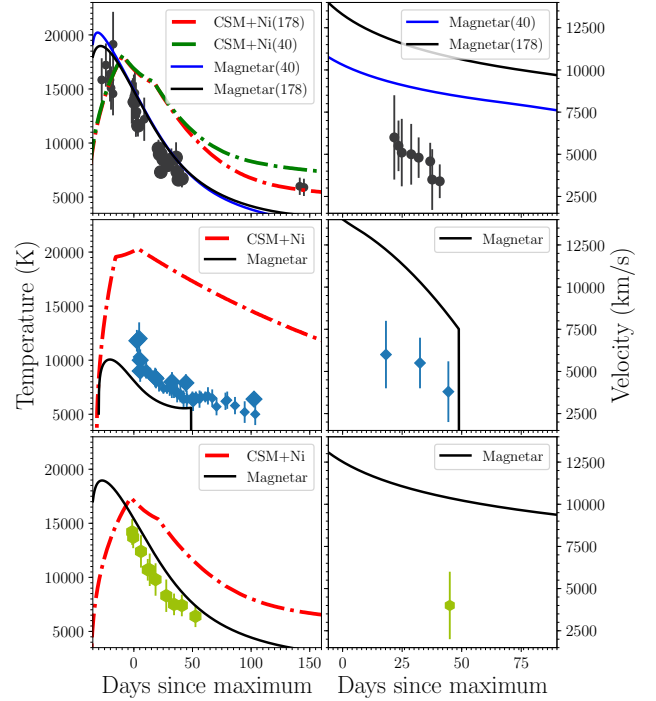 CSM+Ni(178)
CSM+Ni(40)
Magnetar(40)
Magnetar(178)
20000
17500
15000
12500
10000
7500
5000
Magnetar(40)
Magnetar(178)
12500
10000
7500
5000
2500
CSM+Ni
Magnetar
20000
15000
10000
5000
Magnetar
12500
10000
7500
5000
2500
Temperature (K)
Velocity (km/s)
CSM+Ni
Magnetar
20000
15000
10000
5000
Magnetar
12500
10000
7500
5000
2500
0 50 100 150
0 25 50 75
Days since maximum
Days since maximum